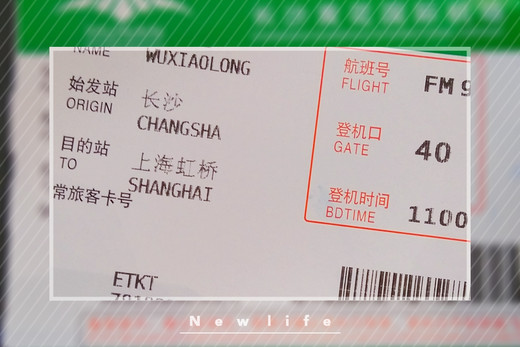 NAME WUXIAOLONG
始发站 长沙
ORIGIN CHANGSHA
目的站 上海虹桥
TO SHANGHAI
常旅客卡号
航班号
FLIGHT FM 9
登机口
GATE 40
登机时间
BDTIME 1100
ETKT
Newlife